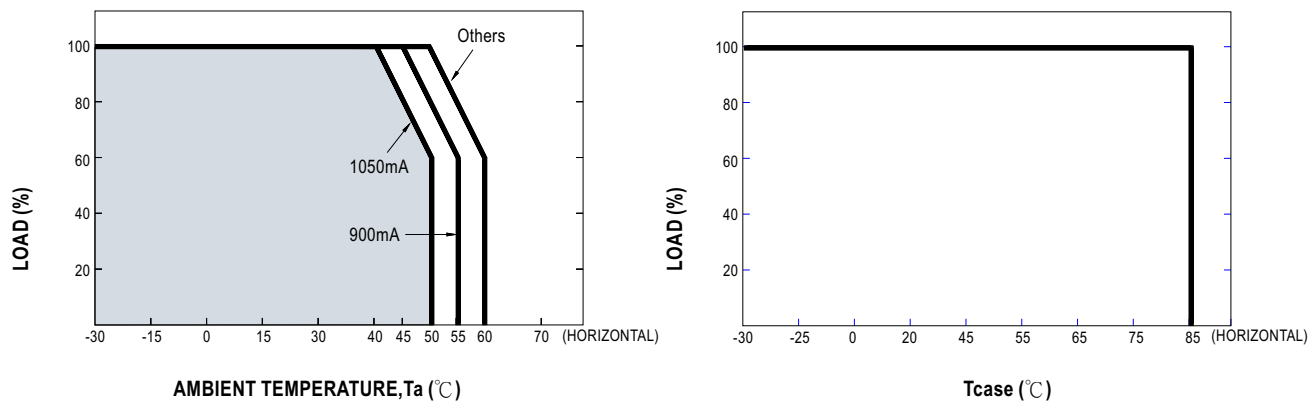 LOAD (%)
100
80
60
40
20
Others
1050mA
900mA
-30 -15 0 15 30 40 45 50 55 60 70 (HORIZONTAL)
AMBIENT TEMPERATURE,Ta (℃)
LOAD (%)
100
80
60
40
20
-30 -25 0 20 45 55 65 75 85 (HORIZONTAL)
Tcase (℃)